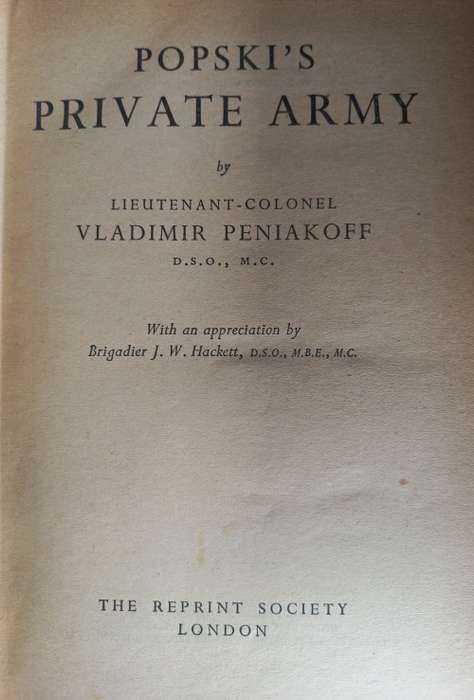 POPSKI'S
PRIVATE ARMY
by
LIEUTENANT-COLONEL
VLADIMIR PENIAKOFF
D.S.O., M.C.
With an appreciation by
Brigadier J. W. Hackett, D.S.O., M.B.E., M.C.
THE REPRINT SOCIETY
LONDON